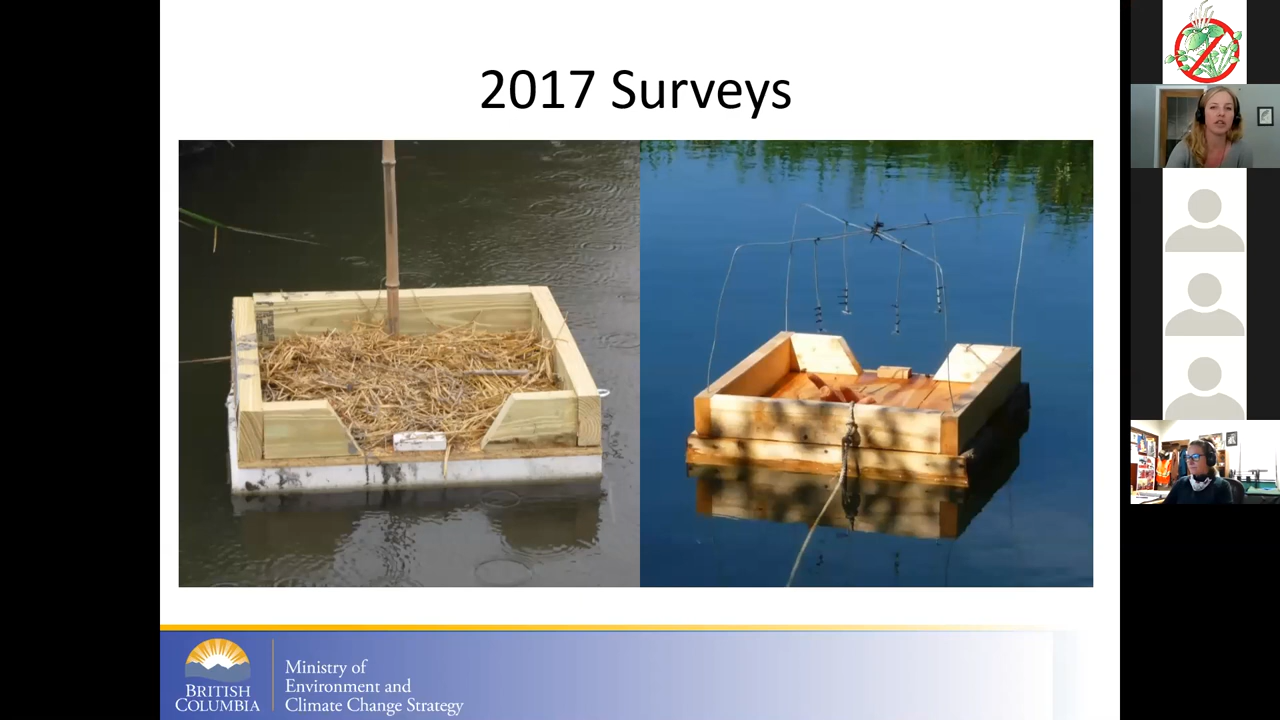 2017 Surveys
BRITISH
COLUMBIA
Ministry of
Environment and
Climate Change Strategy